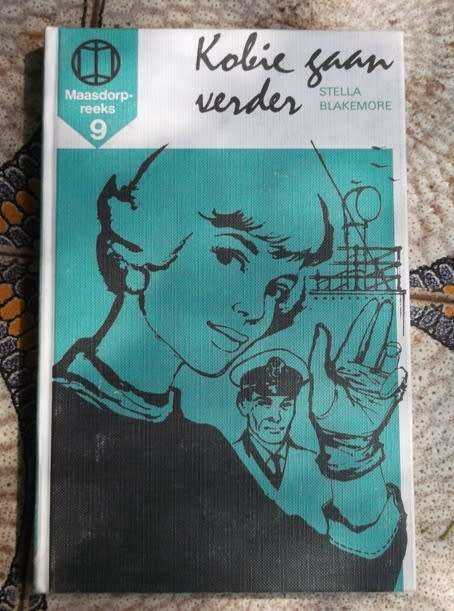 Maasdorp-
reeks
9
Kobie gaan
verder
STELLA
BLAKEMORE